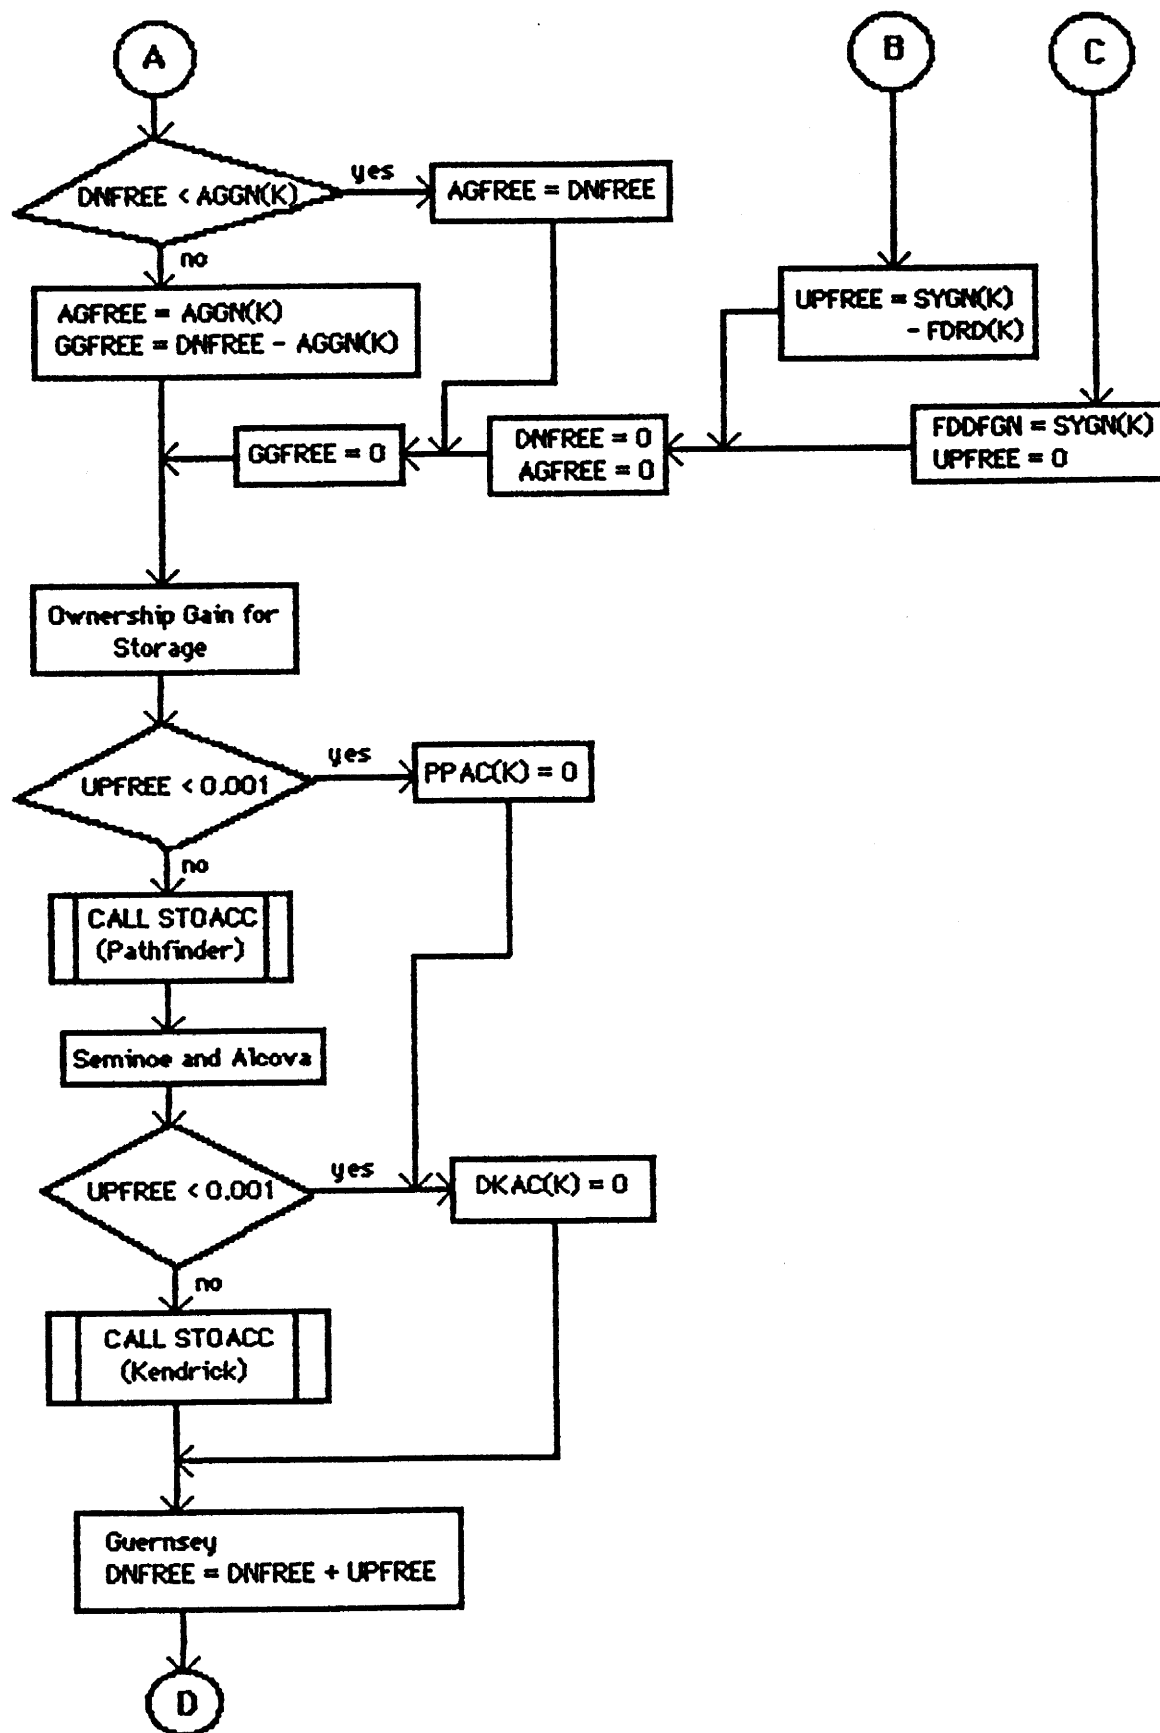 A
B
C
DNFREE < AGGN(K)
yes
AGFREE = DNFREE
no
AGFREE = AGGN(K)
GGFREE = DNFREE - AGGN(K)
UPFREE = SYGN(K)
- FDRD(K)
GGFREE = 0
DNFREE = 0
AGFREE = 0
FDDFGN = SYGN(K)
UPFREE = 0
Ownership Gain for
Storage
UPFREE < 0.001
yes
PPAC(K) = 0
no
CALL STOACC
(Pathfinder)
Seminoe and Alcova
UPFREE < 0.001
yes
DKAC(K) = 0
no
CALL STOACC
(Kendrick)
Guernsey
DNFREE = DNFREE + UPFREE
D